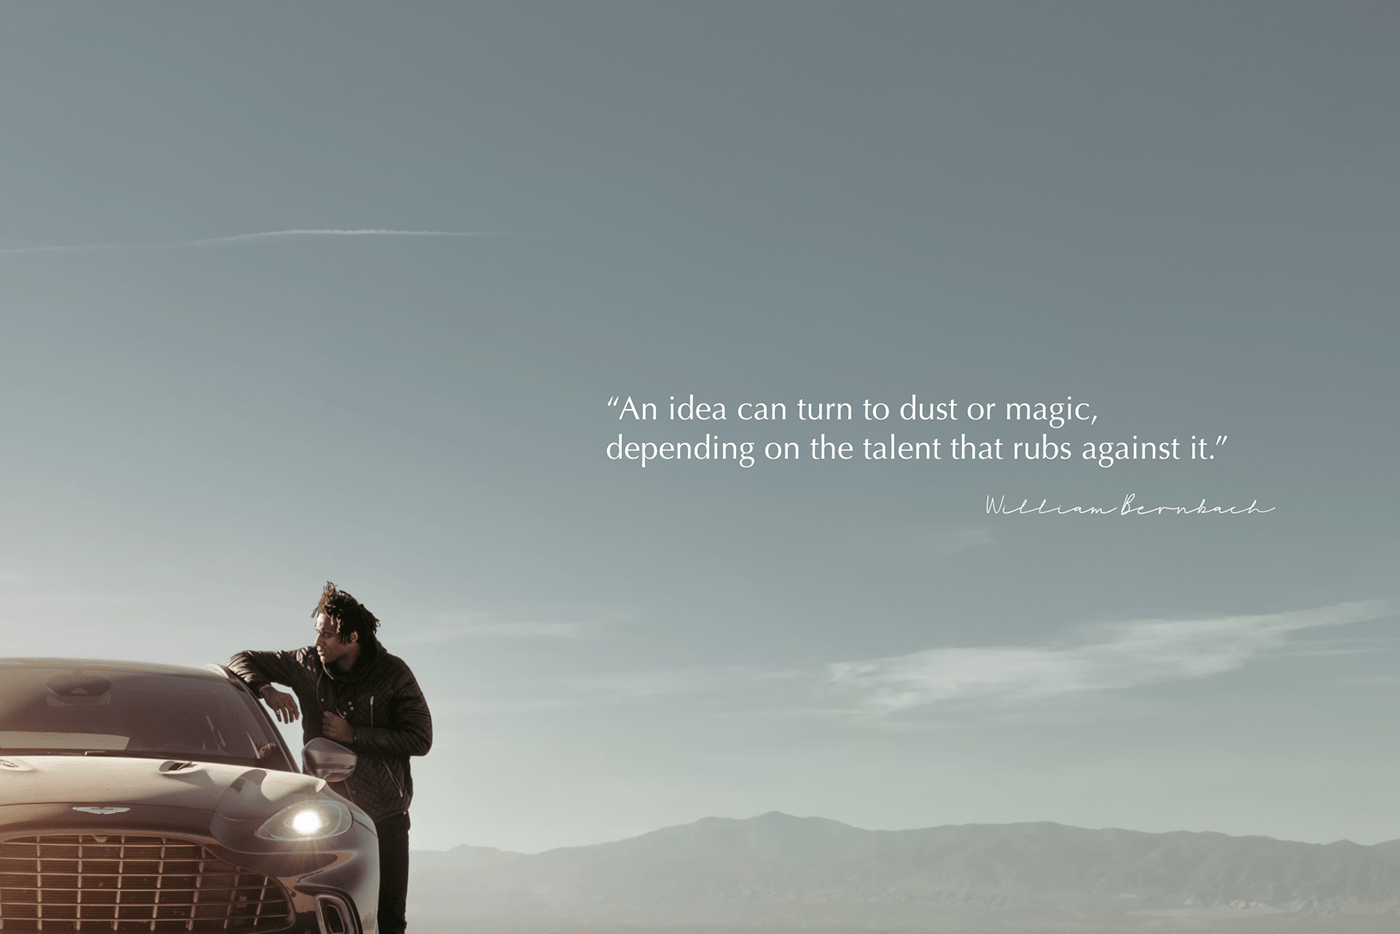 “An idea can turn to dust or magic,
depending on the talent that rubs against it.”
William Bernbach